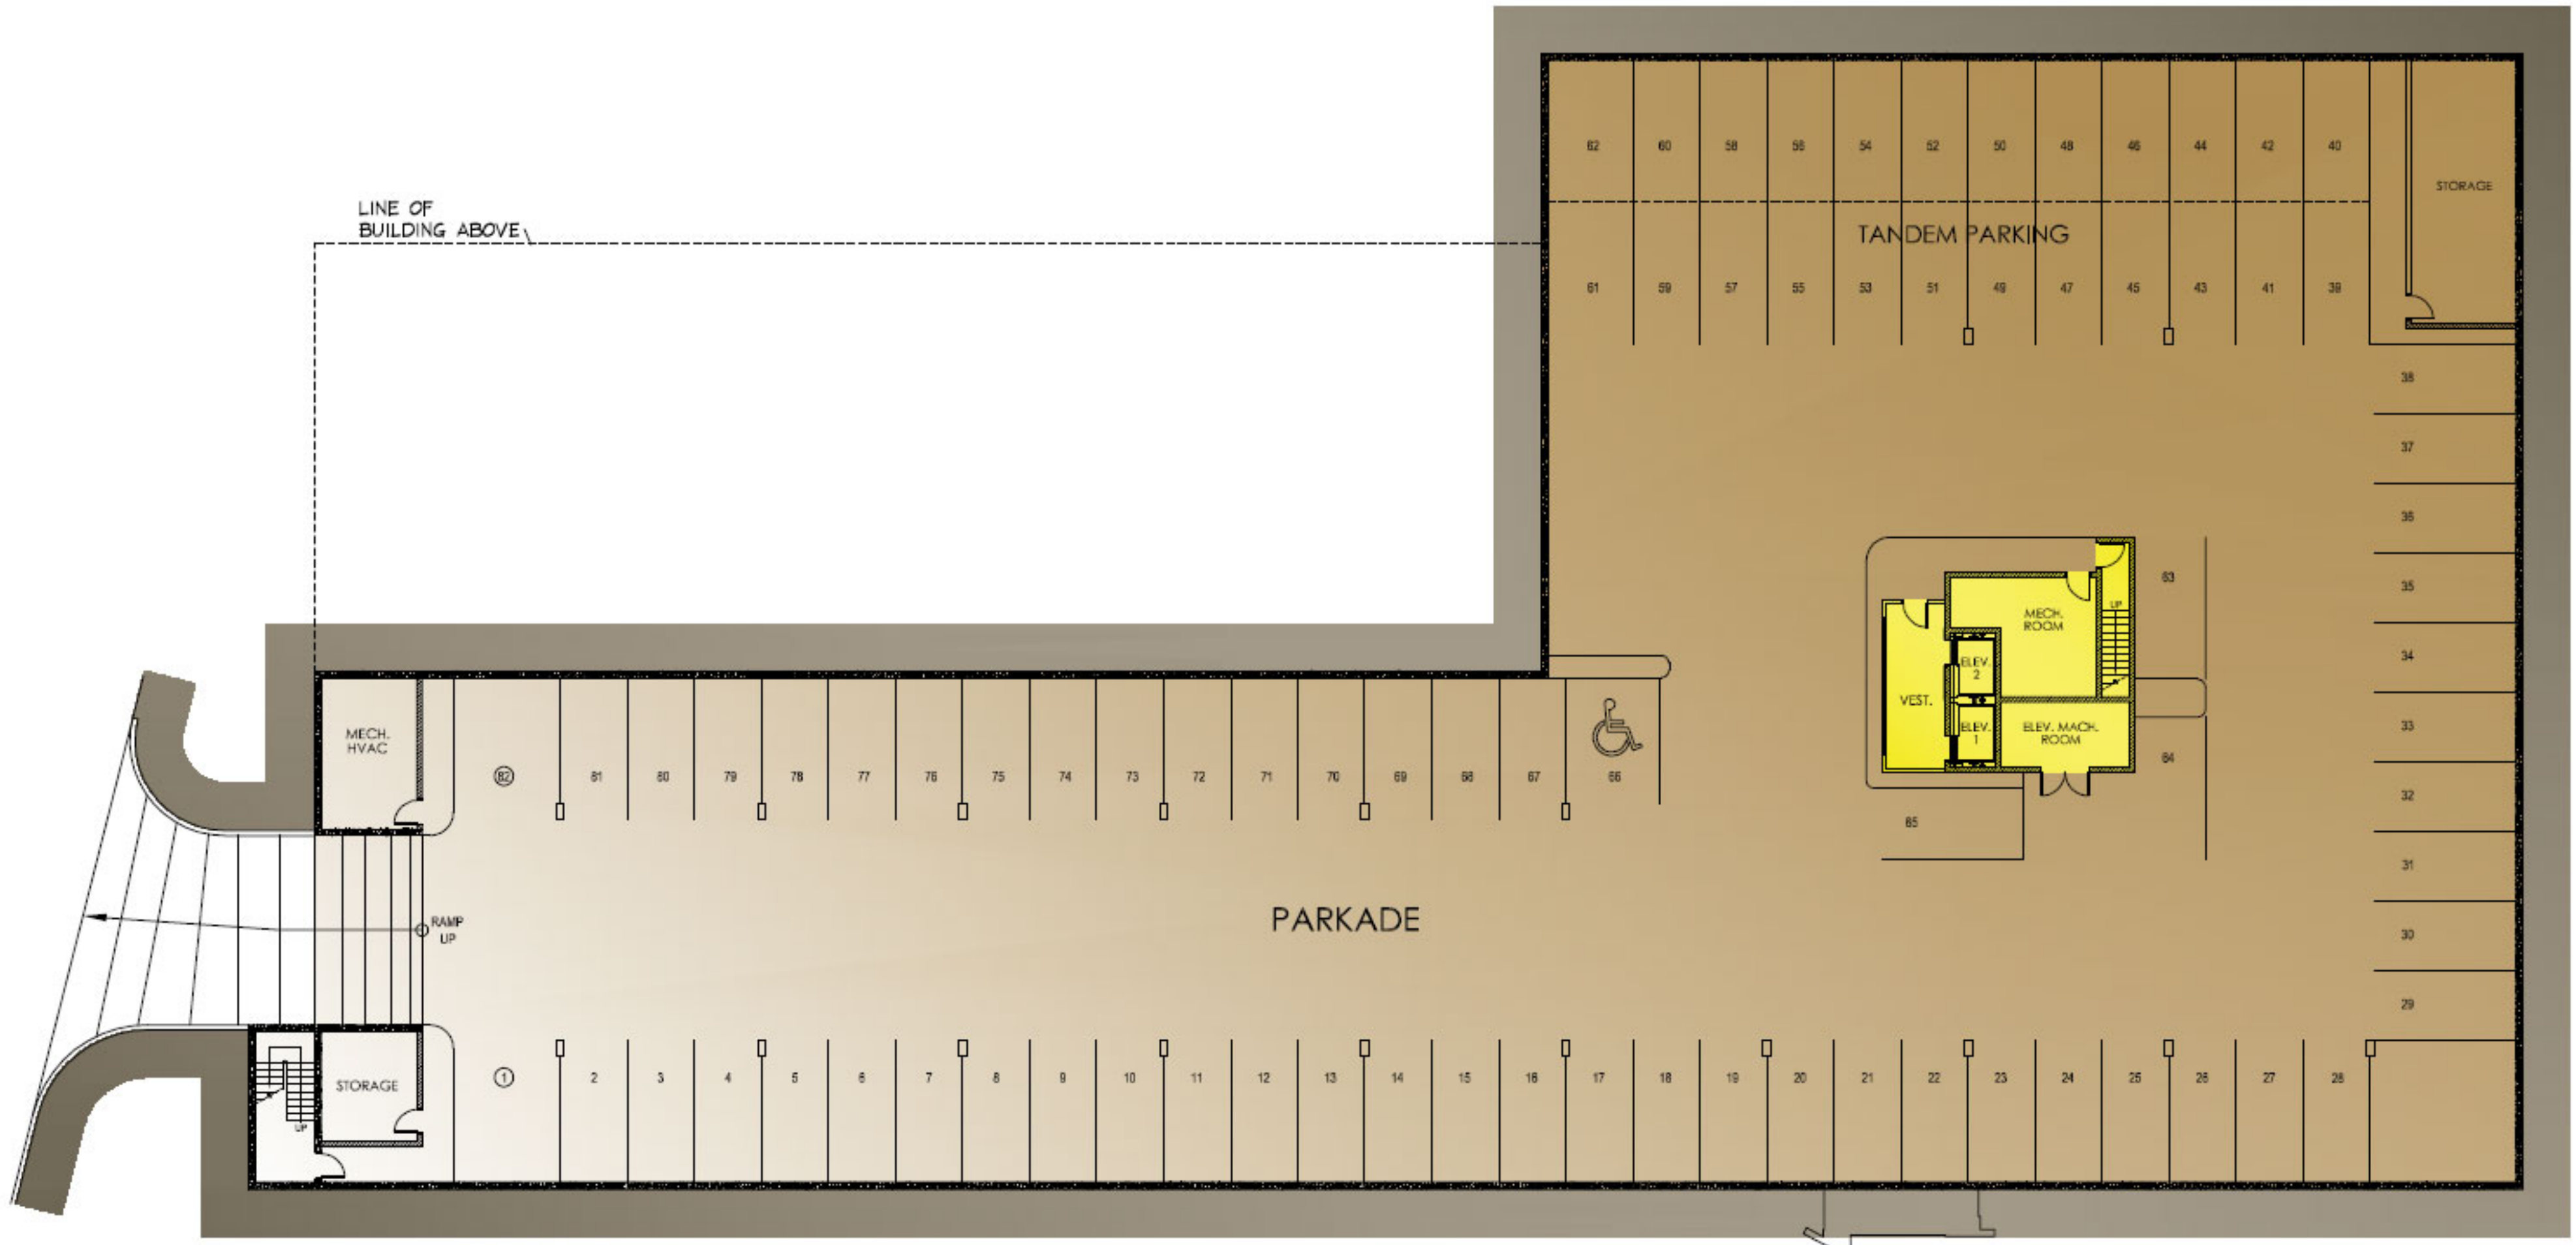 62 60 58 56 54 52 50 48 46 44 42 40
STORAGE
LINE OF
BUILDING ABOVE
TANDEM PARKING
61 59 57 55 53 51 49 47 45 43 41 39
38
37
36
35
34
33
32
31
30
29
63
UP
MECH.
ROOM
ELEV.
2
VEST.
ELEV.
1
ELEV. MACH.
ROOM
64
65
MECH.
HVAC
82 81 80 79 78 77 76 75 74 73 72 71 70 69 68 67 66
PARKADE
RAMP
UP
STORAGE
UP
1 2 3 4 5 6 7 8 9 10 11 12 13 14 15 16 17 18 19 20 21 22 23 24 25 26 27 28